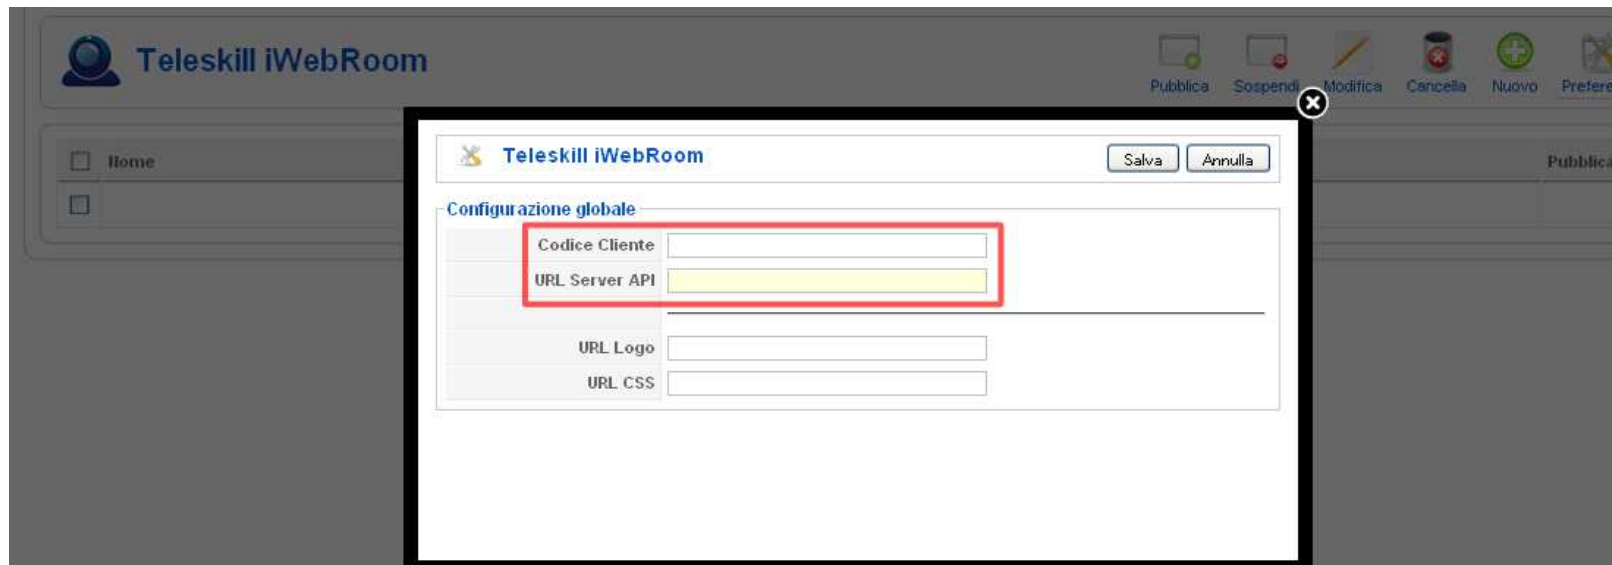 Teleskill iWebRoom
Pubblica Sospendi Modifica Cancella Nuovo Prefere
Teleskill iWebRoom
Salva Annulla
Nome Pubblica
Configurazione globale
Codice Cliente
URL Server API
URL Logo
URL CSS